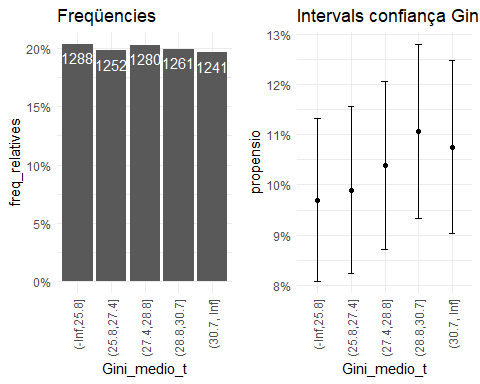 Freqüencies
freq_relatives
20%
15%
10%
5%
0%
1288
1252
1280
1261
1241
(-Inf,25.8]
(25.8,27.4]
(27.4,28.8]
(28.8,30.7]
(30.7, Inf]
Gini_medio_t
Intervals confiança Gin
propensio
13%
12%
11%
10%
9%
8%
(-Inf,25.8]
(25.8,27.4]
(27.4,28.8]
(28.8,30.7]
(30.7, Inf]
Gini_medio_t